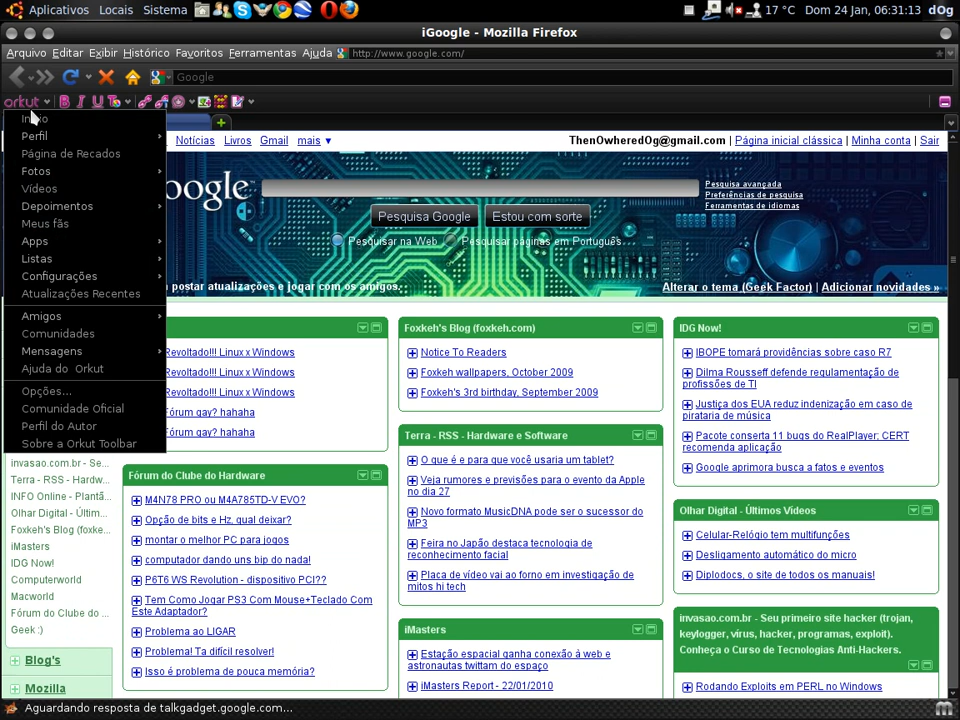 Aplicativos Locais Sistema
17 °C Dom 24 Jan, 06:31:13 dOg
iGoogle - Mozilla Firefox
Arquivo Editar Exibir Histórico Favoritos Ferramentas Ajuda http://www.google.com/
Google
orkut B I U
Início
Perfil
Página de Recados
Fotos
Vídeos
Depoimentos
Meus fãs
Apps
Listas
Configurações
Atualizações Recentes
Amigos
Comunidades
Mensagens
Ajuda do Orkut
Opções...
Comunidade Oficial
Perfil do Autor
Sobre a Orkut Toolbar
Notícias Livros Gmail mais ▼
ThenOwheredOg@gmail.com | Página inicial clássica | Minha conta | Sair
oogle
Pesquisa avançada
Preferências de pesquisa
Ferramentas de idiomas
Pesquisa Google Estou com sorte
Pesquisar na Web Pesquisar páginas em Português
postar atualizações e jogar com os amigos.
Alterar o tema (Geek Factor) | Adicionar novidades »
Revoltado!!! Linux x Windows
Revoltado!!! Linux x Windows
Revoltado!!! Linux x Windows
Fórum gay? hahaha
Fórum gay? hahaha
invasao.com.br - Se...
Terra - RSS - Hardw...
INFO Online - Plantã...
Olhar Digital - Últim...
Foxkeh's Blog (foxke...
iMasters
IDG Now!
Computerworld
Macworld
Fórum do Clube do ...
Geek :)
Blog's
Mozilla
Fórum do Clube do Hardware
M4N78 PRO ou M4A785TD-V EVO?
Opção de bits e Hz, qual deixar?
montar o melhor PC para jogos
computador dando uns bip do nada!
P6T6 WS Revolution - dispositivo PCI??
Tem Como Jogar PS3 Com Mouse+Teclado Com
Este Adaptador?
Problema ao LIGAR
Problema! Ta difícil resolver!
Isso é problema de pouca memória?
Foxkeh's Blog (foxkeh.com)
Notice To Readers
Foxkeh wallpapers, October 2009
Foxkeh's 3rd birthday, September 2009
Terra - RSS - Hardware e Software
O que é e para que você usaria um tablet?
Veja rumores e previsões para o evento da Apple
no dia 27
Novo formato MusicDNA pode ser o sucessor do
MP3
Feira no Japão destaca tecnologia de
reconhecimento facial
Placa de vídeo vai ao forno em investigação de
mitos hi tech
iMasters
Estação espacial ganha conexão à web e
astronautas twittam do espaço
iMasters Report - 22/01/2010
IDG Now!
IBOPE tomará providências sobre caso R7
Dilma Rousseff defende regulamentação de
profissões de TI
Justiça dos EUA reduz indenização em caso de
pirataria de música
Pacote conserta 11 bugs do RealPlayer; CERT
recomenda aplicação
Google aprimora busca a fatos e eventos
Olhar Digital - Últimos Vídeos
Celular-Relógio tem multifunções
Desligamento automático do micro
Diplodocs, o site de todos os manuais!
invasao.com.br - Seu primeiro site hacker (trojan,
keylogger, vírus, hacker, programas, exploit).
Conheça o Curso de Tecnologias Anti-Hackers.
Rodando Exploits em PERL no Windows
Aguardando resposta de talkgadget.google.com...